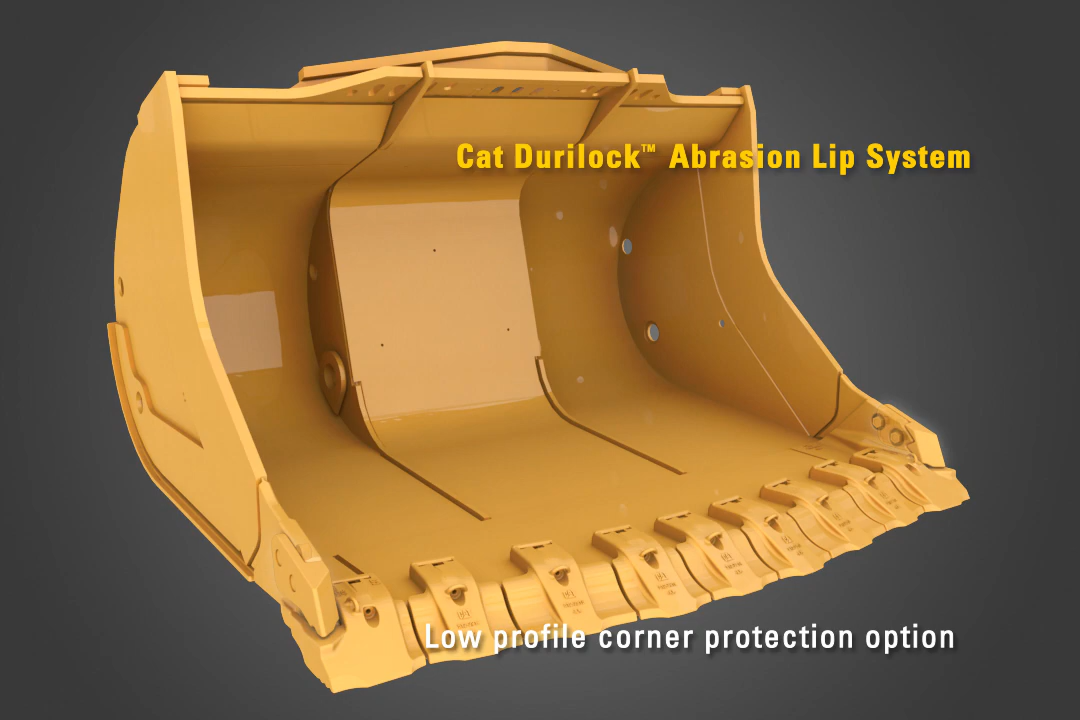 Cat Durilock™ Abrasion Lip System
Low profile corner protection option